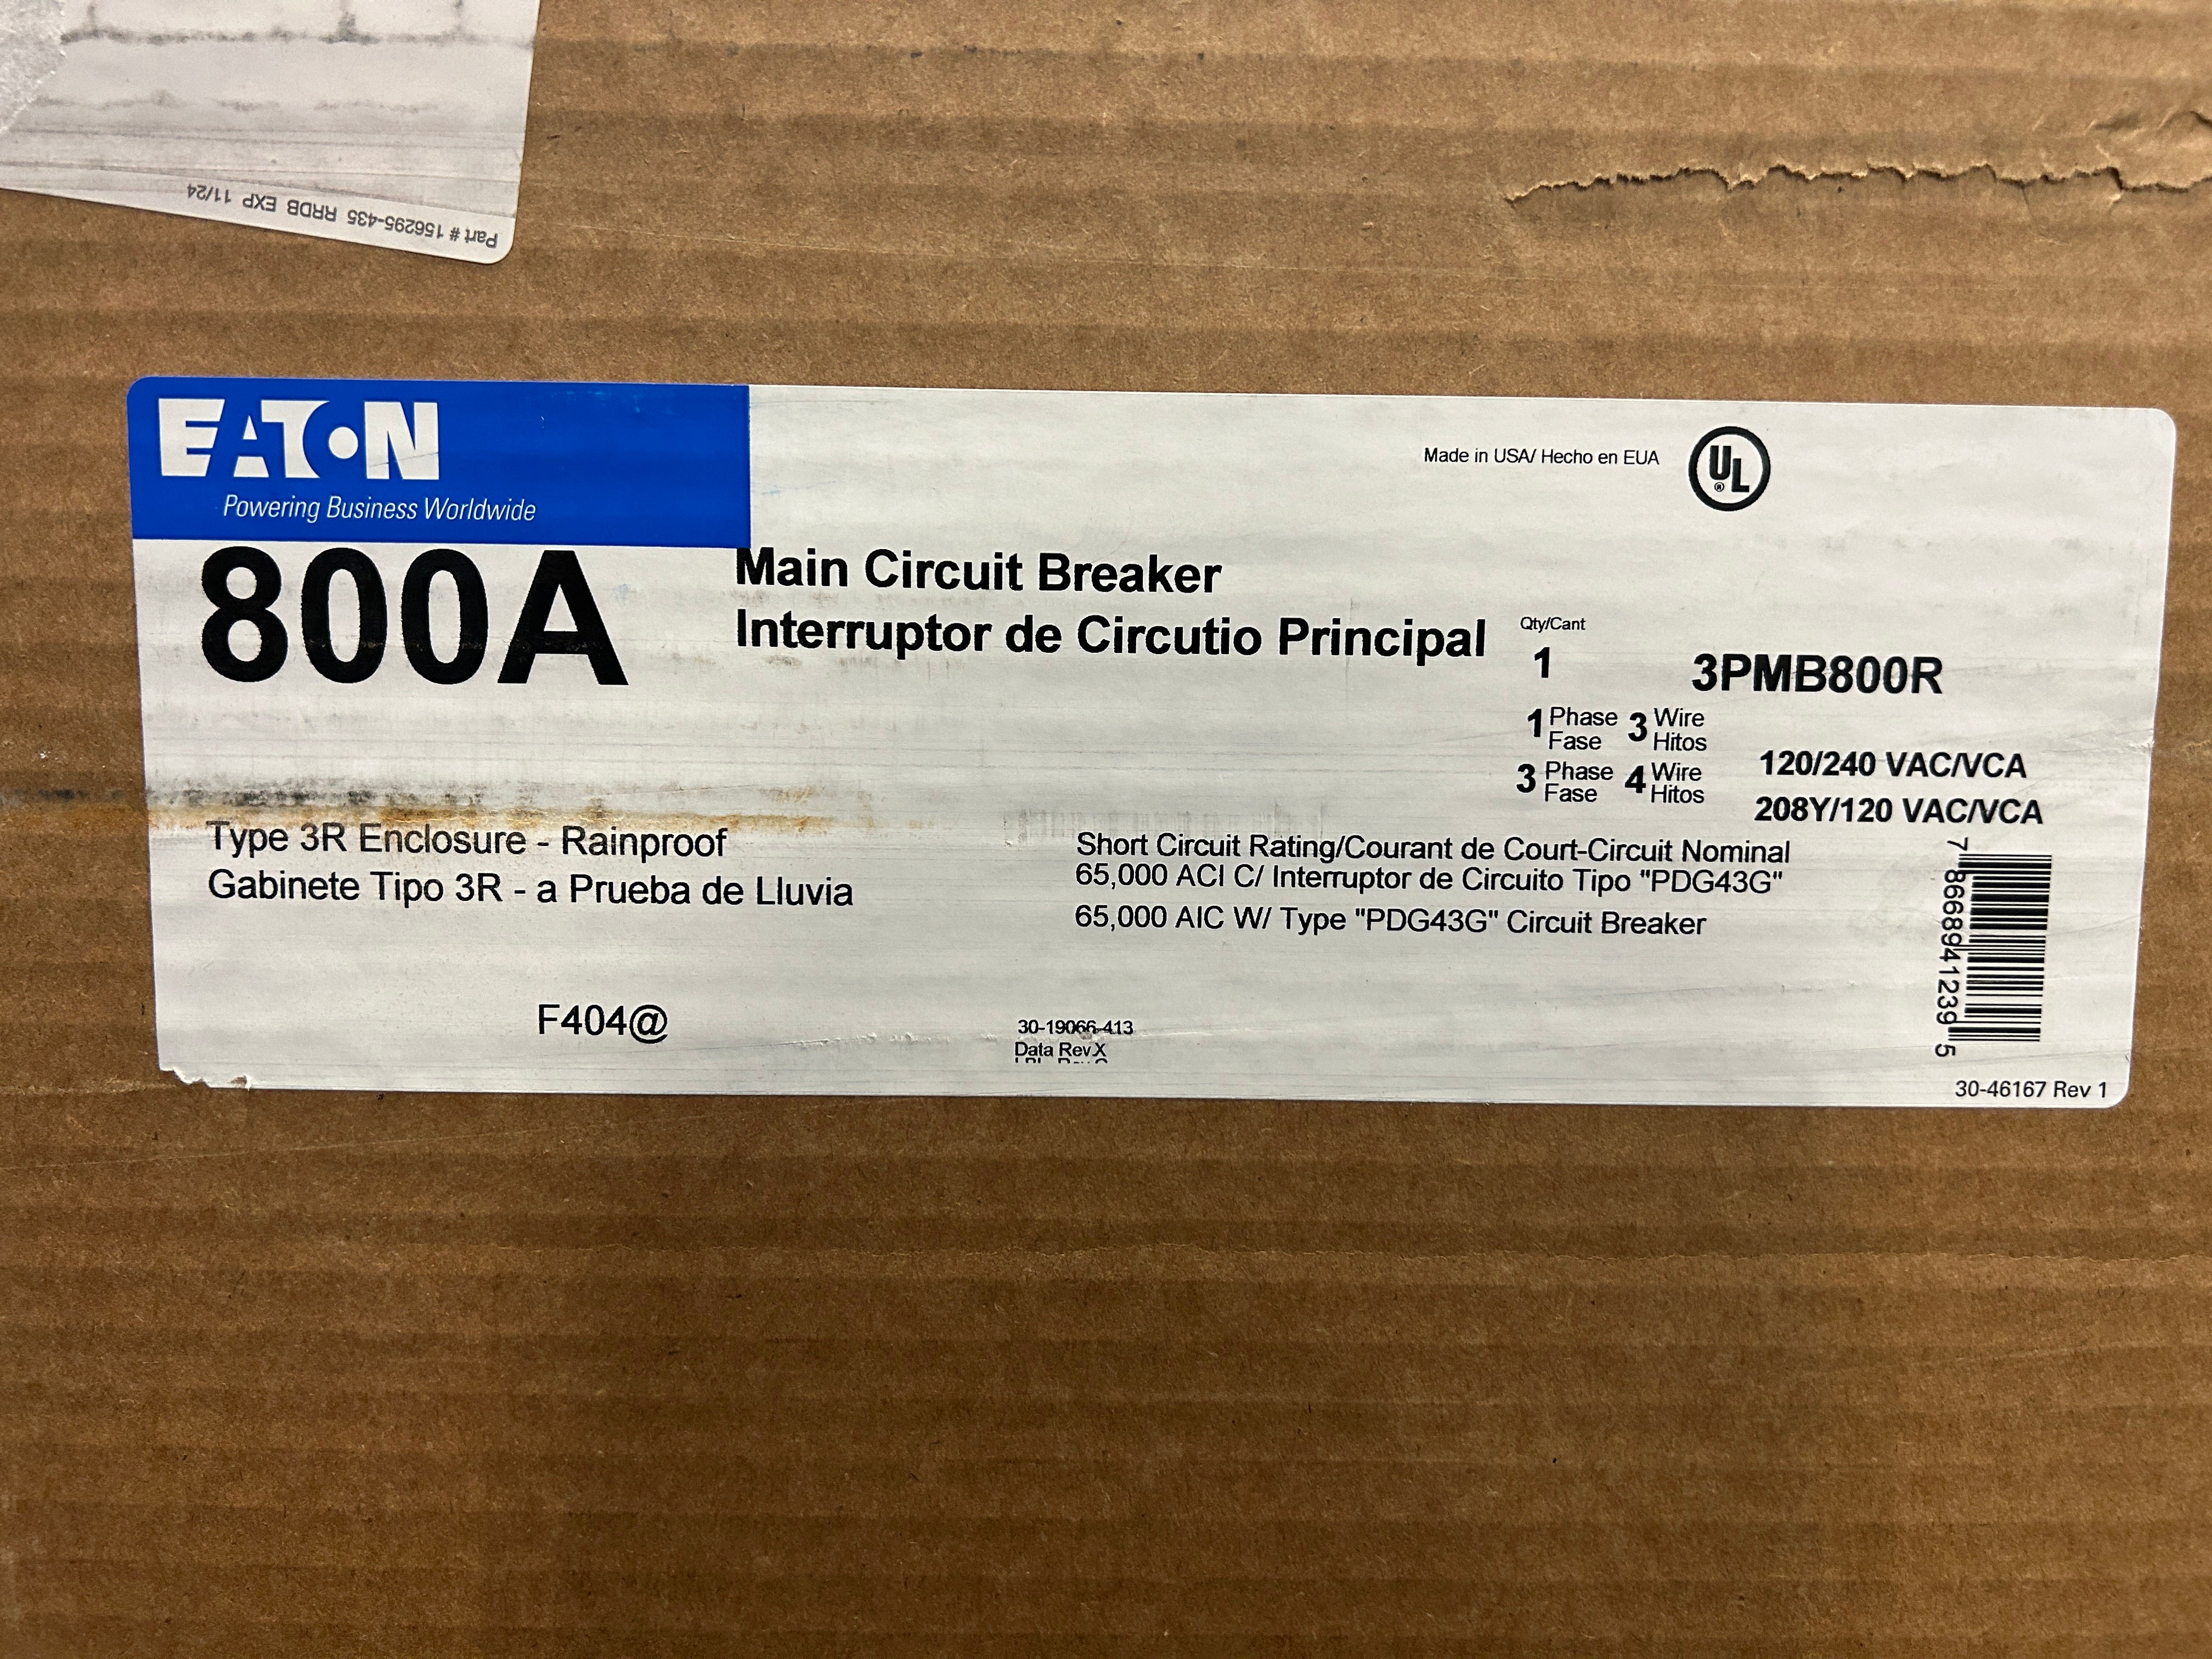 Part # 156295-435 RRDB EXP 11/24
EATON
Powering Business Worldwide
Made in USA/ Hecho en EUA
UL
®
800A
Main Circuit Breaker
Interruptor de Circutio Principal
Qty/Cant
1
3PMB800R
1 Phase 3 Wire
Fase Hitos
120/240 VAC/VCA
3 Phase 4 Wire
Fase Hitos
208Y/120 VAC/VCA
Type 3R Enclosure - Rainproof
Gabinete Tipo 3R - a Prueba de Lluvia
Short Circuit Rating/Courant de Court-Circuit Nominal
65,000 ACI C/ Interruptor de Circuito Tipo "PDG43G"
65,000 AIC W/ Type "PDG43G" Circuit Breaker
7 8668941239 5
F404@
30-19066-413
Data Rev X
30-46167 Rev 1